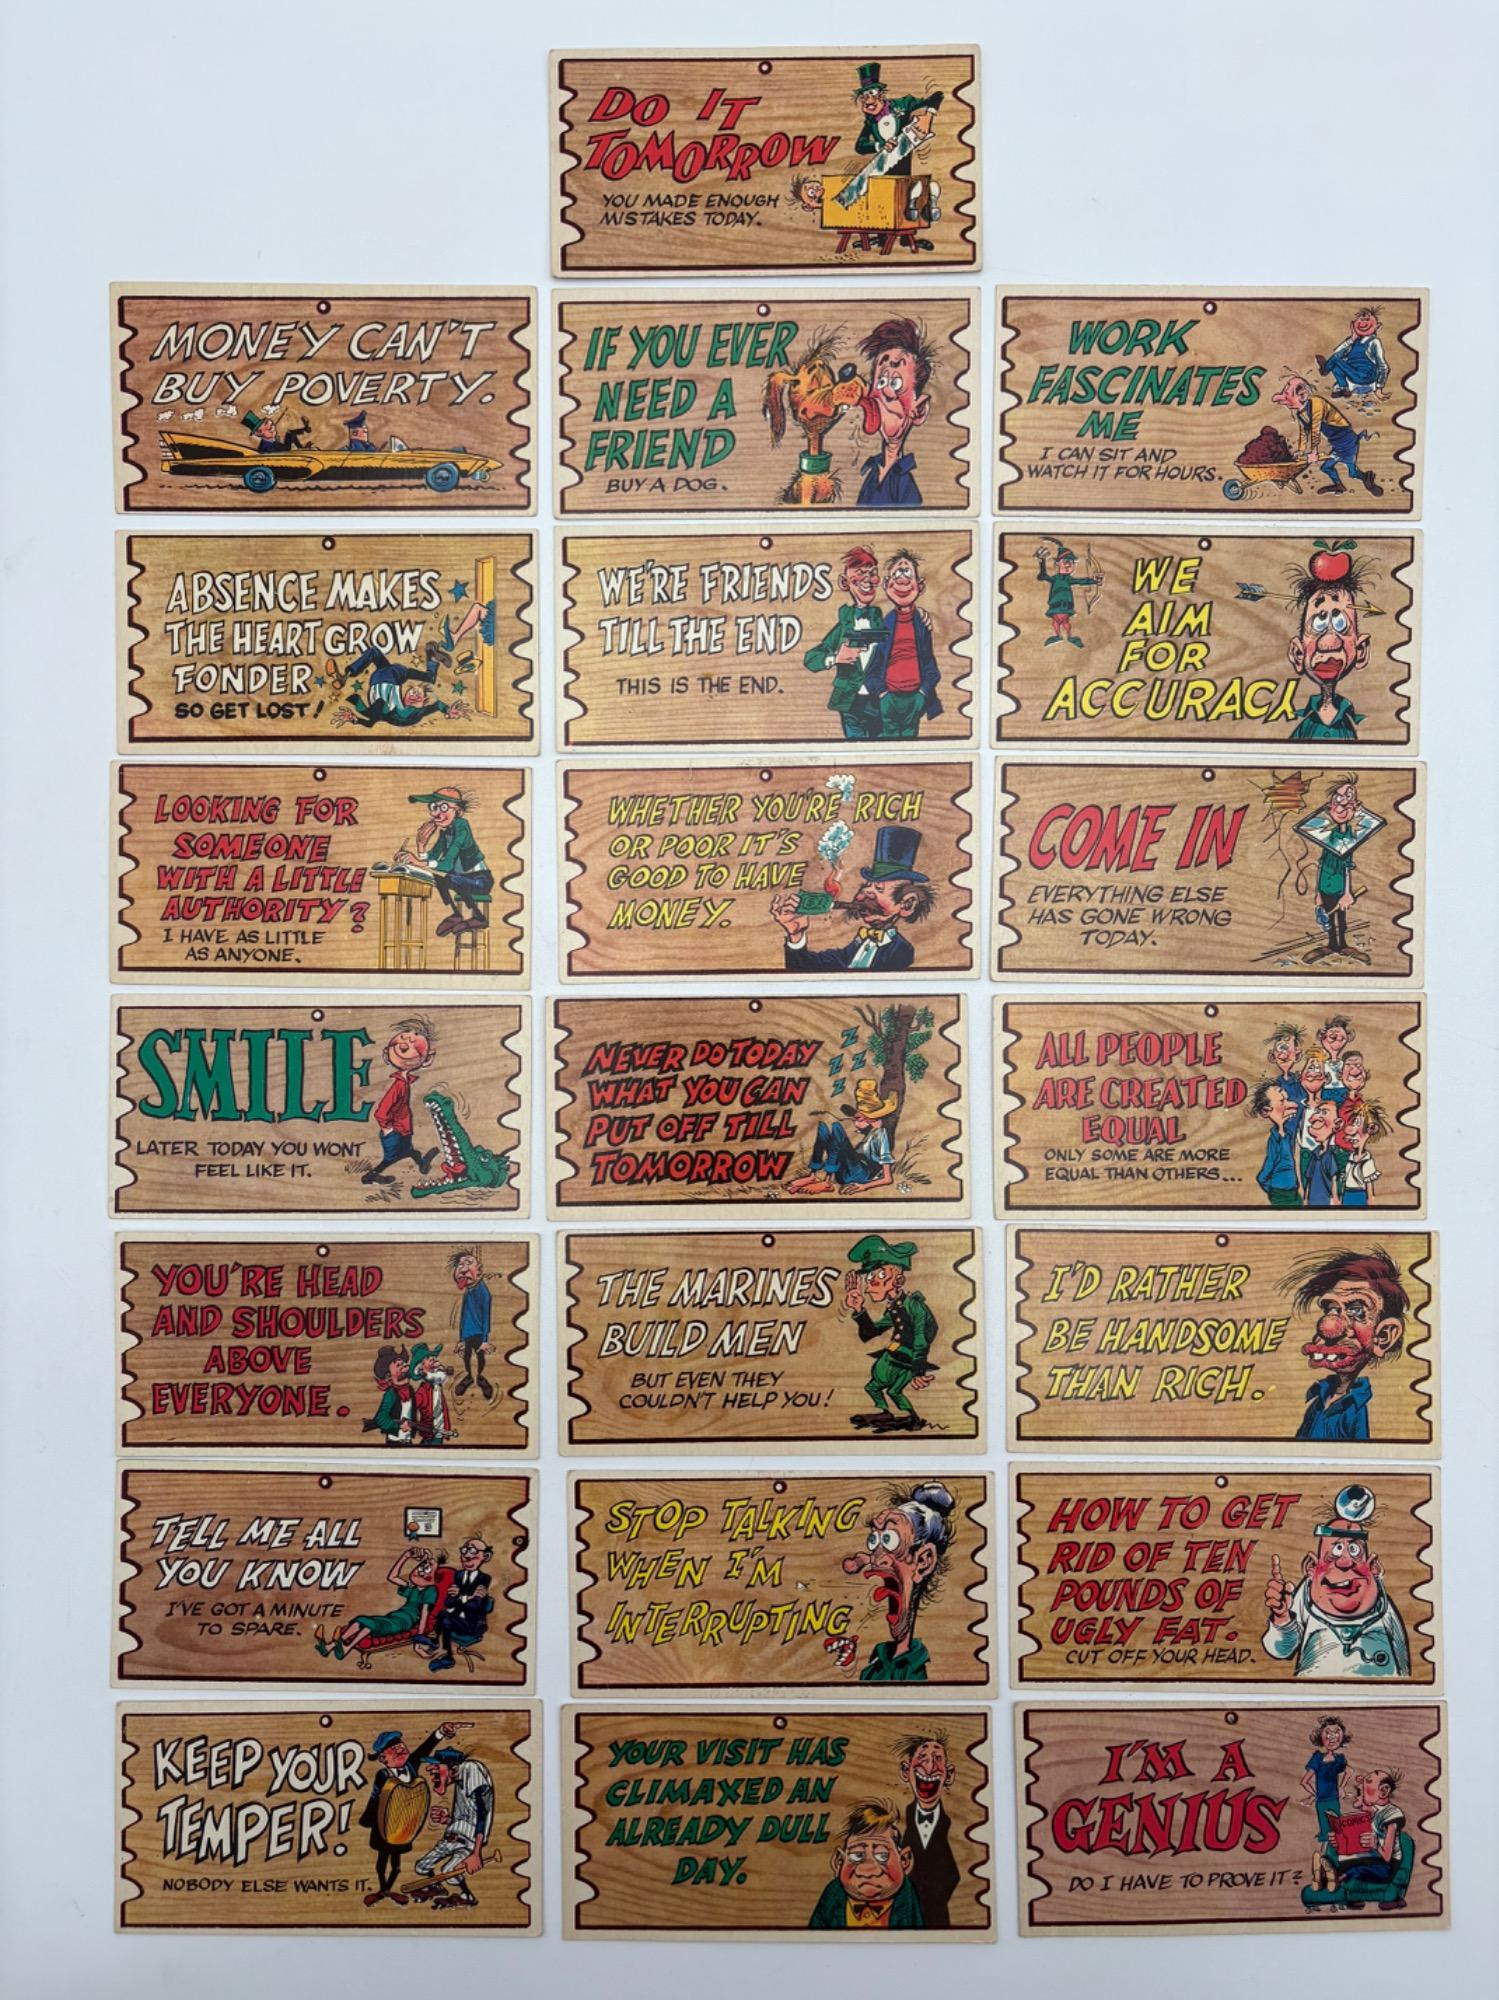 DO IT
TOMORROW
YOU MADE ENOUGH
MISTAKES TODAY.
MONEY CAN'T
BUY POVERTY.
IF YOU EVER
NEED A
FRIEND
BUY A DOG.
WORK
FASCINATES
ME
I CAN SIT AND
WATCH IT FOR HOURS.
ABSENCE MAKES
THE HEART GROW
FONDER
SO GET LOST!
WE'RE FRIENDS
TILL THE END
THIS IS THE END.
WE
AIM
FOR
ACCURACY
LOOKING FOR
SOMEONE
WITH A LITTLE
AUTHORITY?
I HAVE AS LITTLE
AS ANYONE.
WHETHER YOU'RE RICH
OR POOR IT'S
GOOD TO HAVE
MONEY.
COME IN
EVERYTHING ELSE
HAS GONE WRONG
TODAY.
SMILE
LATER TODAY YOU WONT
FEEL LIKE IT.
NEVER DO TODAY
WHAT YOU CAN
PUT OFF TILL
TOMORROW
Z
Z Z
Z
Z
ALL PEOPLE
ARE CREATED
EQUAL
ONLY SOME ARE MORE
EQUAL THAN OTHERS...
YOU'RE HEAD
AND SHOULDERS
ABOVE
EVERYONE.
THE MARINES
BUILD MEN
BUT EVEN THEY
COULDN'T HELP YOU!
I'D RATHER
BE HANDSOME
THAN RICH.
TELL ME ALL
YOU KNOW
I'VE GOT A MINUTE
TO SPARE.
STOP TALKING
WHEN I'M
INTERRUPTING
HOW TO GET
RID OF TEN
POUNDS OF
UGLY FAT.
CUT OFF YOUR HEAD.
KEEP YOUR
TEMPER!
NOBODY ELSE WANTS IT.
YOUR VISIT HAS
CLIMAXED AN
ALREADY DULL
DAY.
I'M A
GENIUS
COMICS
DO I HAVE TO PROVE IT?